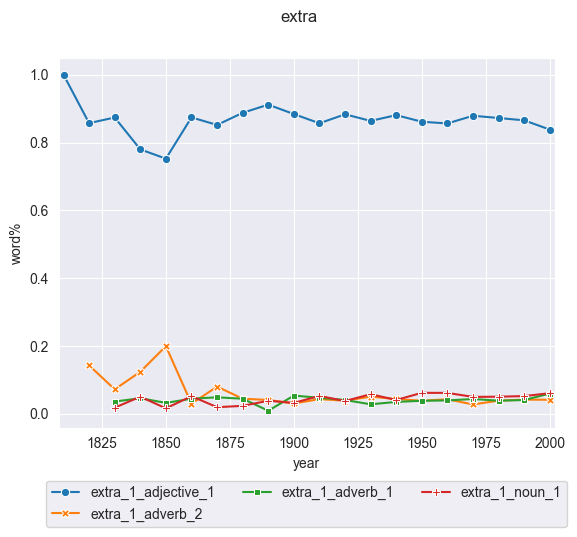 extra
1.0
0.8
0.6
0.4
0.2
0.0
word%
1825 1850 1875 1900 1925 1950 1975 2000
year
extra_1_adjective_1 extra_1_adverb_1 extra_1_noun_1
extra_1_adverb_2